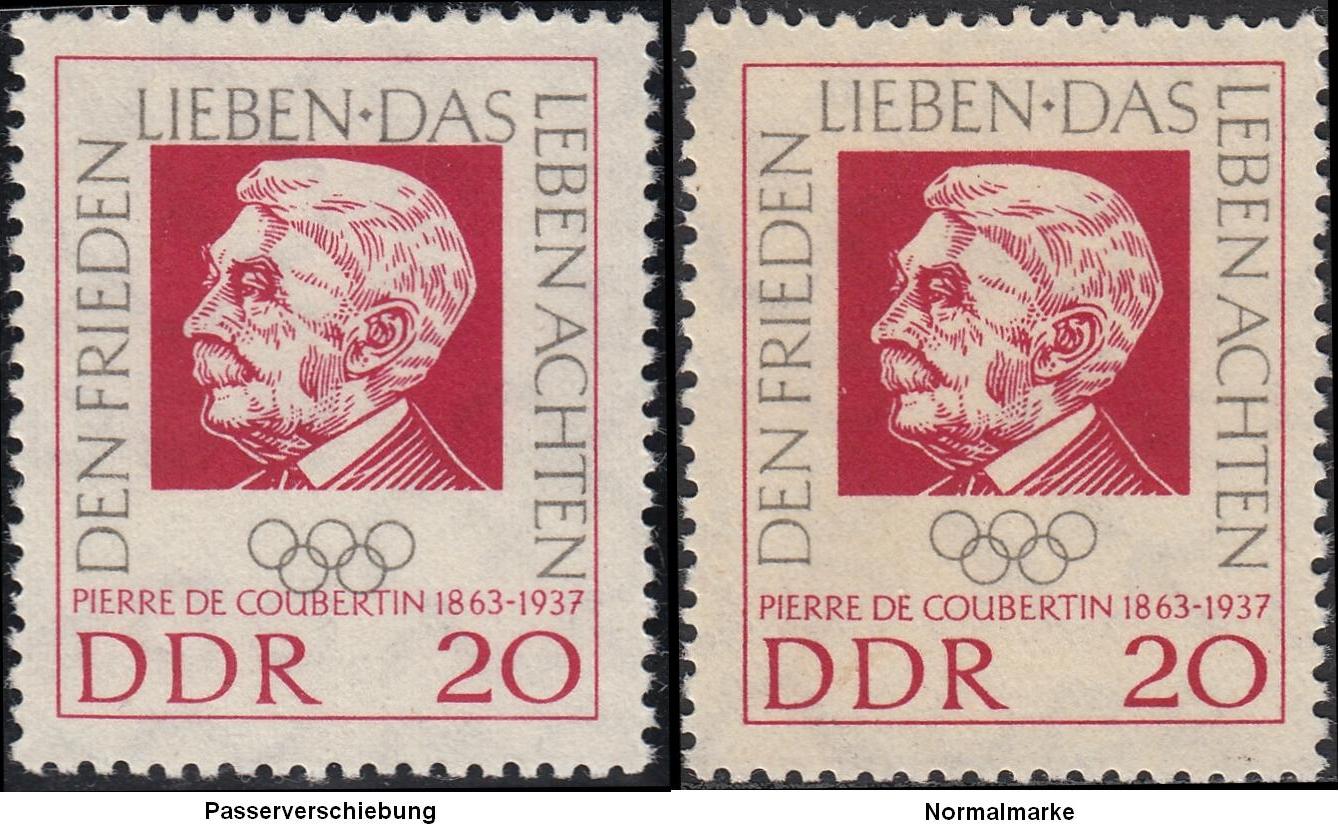 DEN FRIEDEN
LIEBEN · DAS
LEBEN ACHTEN
PIERRE DE COUBERTIN 1863-1937
DDR 20
Passerverschiebung
DEN FRIEDEN
LIEBEN · DAS
LEBEN ACHTEN
PIERRE DE COUBERTIN 1863-1937
DDR 20
Normalmarke